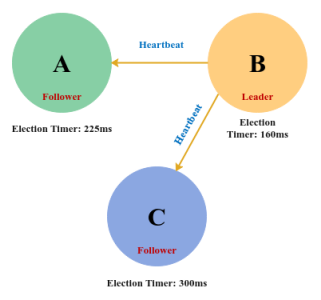 Heartbeat
A
Follower
Election Timer: 225ms
B
Leader
Election
Timer: 160ms
Heartbeat
C
Follower
Election Timer: 300ms